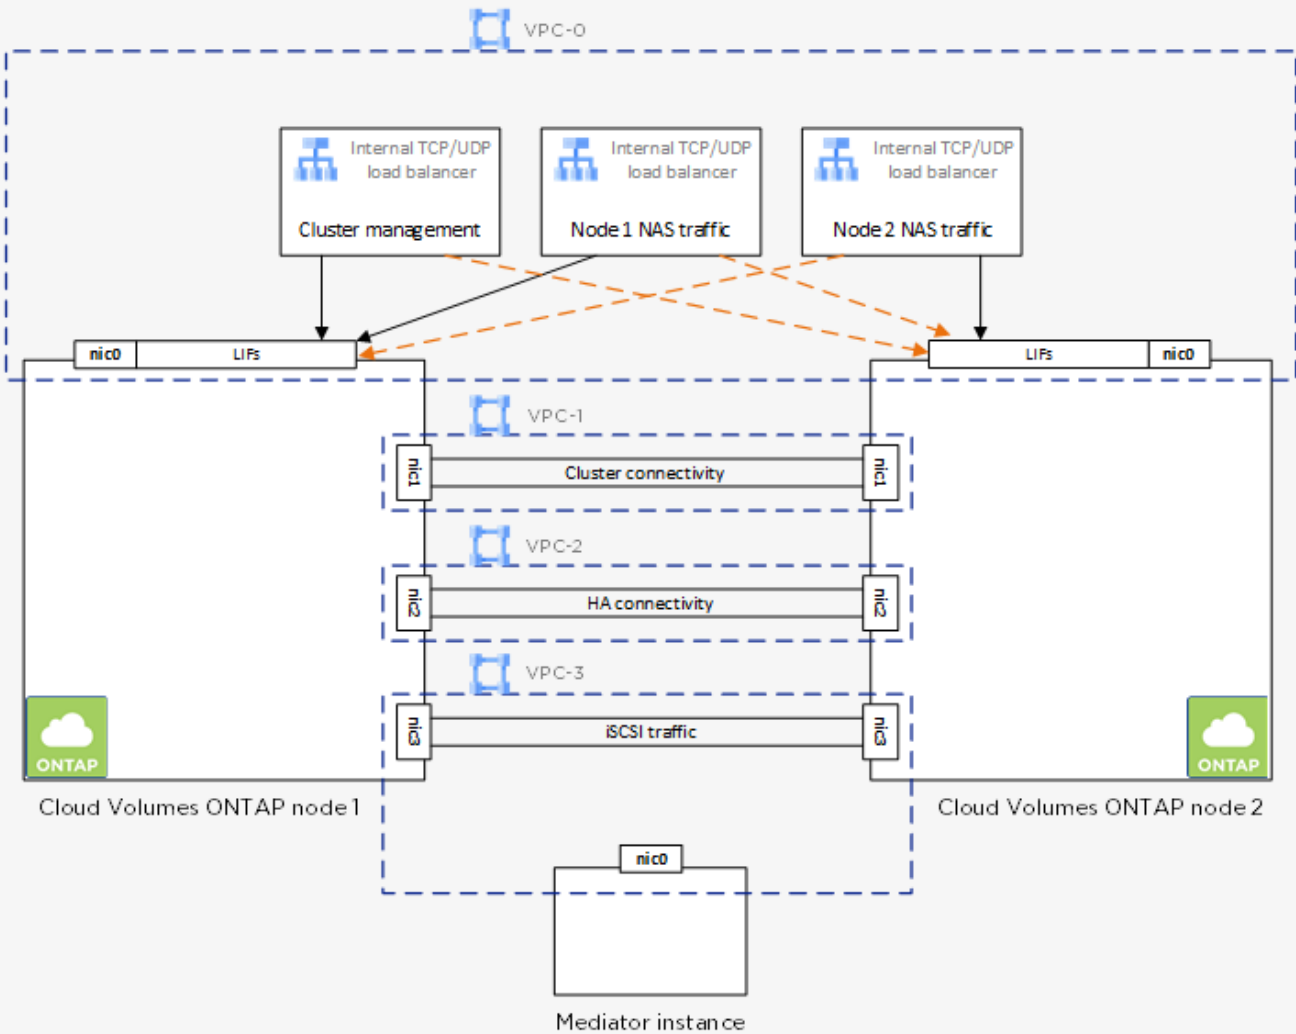 VPC-0
Internal TCP/UDP
load balancer
Cluster management
Internal TCP/UDP
load balancer
Node 1 NAS traffic
Internal TCP/UDP
load balancer
Node 2 NAS traffic
nic0
LIFs
LIFs
nic0
VPC-1
nic1
Cluster connectivity
nic1
VPC-2
nic2
HA connectivity
nic2
VPC-3
nic3
iSCSI traffic
nic3
ONTAP
ONTAP
Cloud Volumes ONTAP node 1
Cloud Volumes ONTAP node 2
nic0
Mediator instance